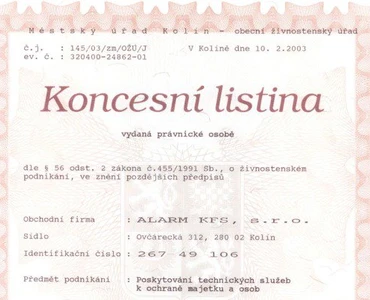 Městský úřad Kolín - obecní živnostenský úřad
č.j. : 145/03/zm/OŽÚ/J V Kolíně dne 10. 2.2003
ev. č. : 320400-24862-01
Koncesní listina
vydaná právnické osobě
dle § 56 odst. 2 zákona č.455/1991 Sb., o živnostenském
podnikání, ve znění pozdějších předpisů
Obchodní firma : ALARM KFS, s.r.o.
Sídlo : Ovčárecká 312, 280 02 Kolín
Identifikační číslo : 267 49 106
Předmět podnikání : Poskytování technických služeb
k ochraně majetku a osob